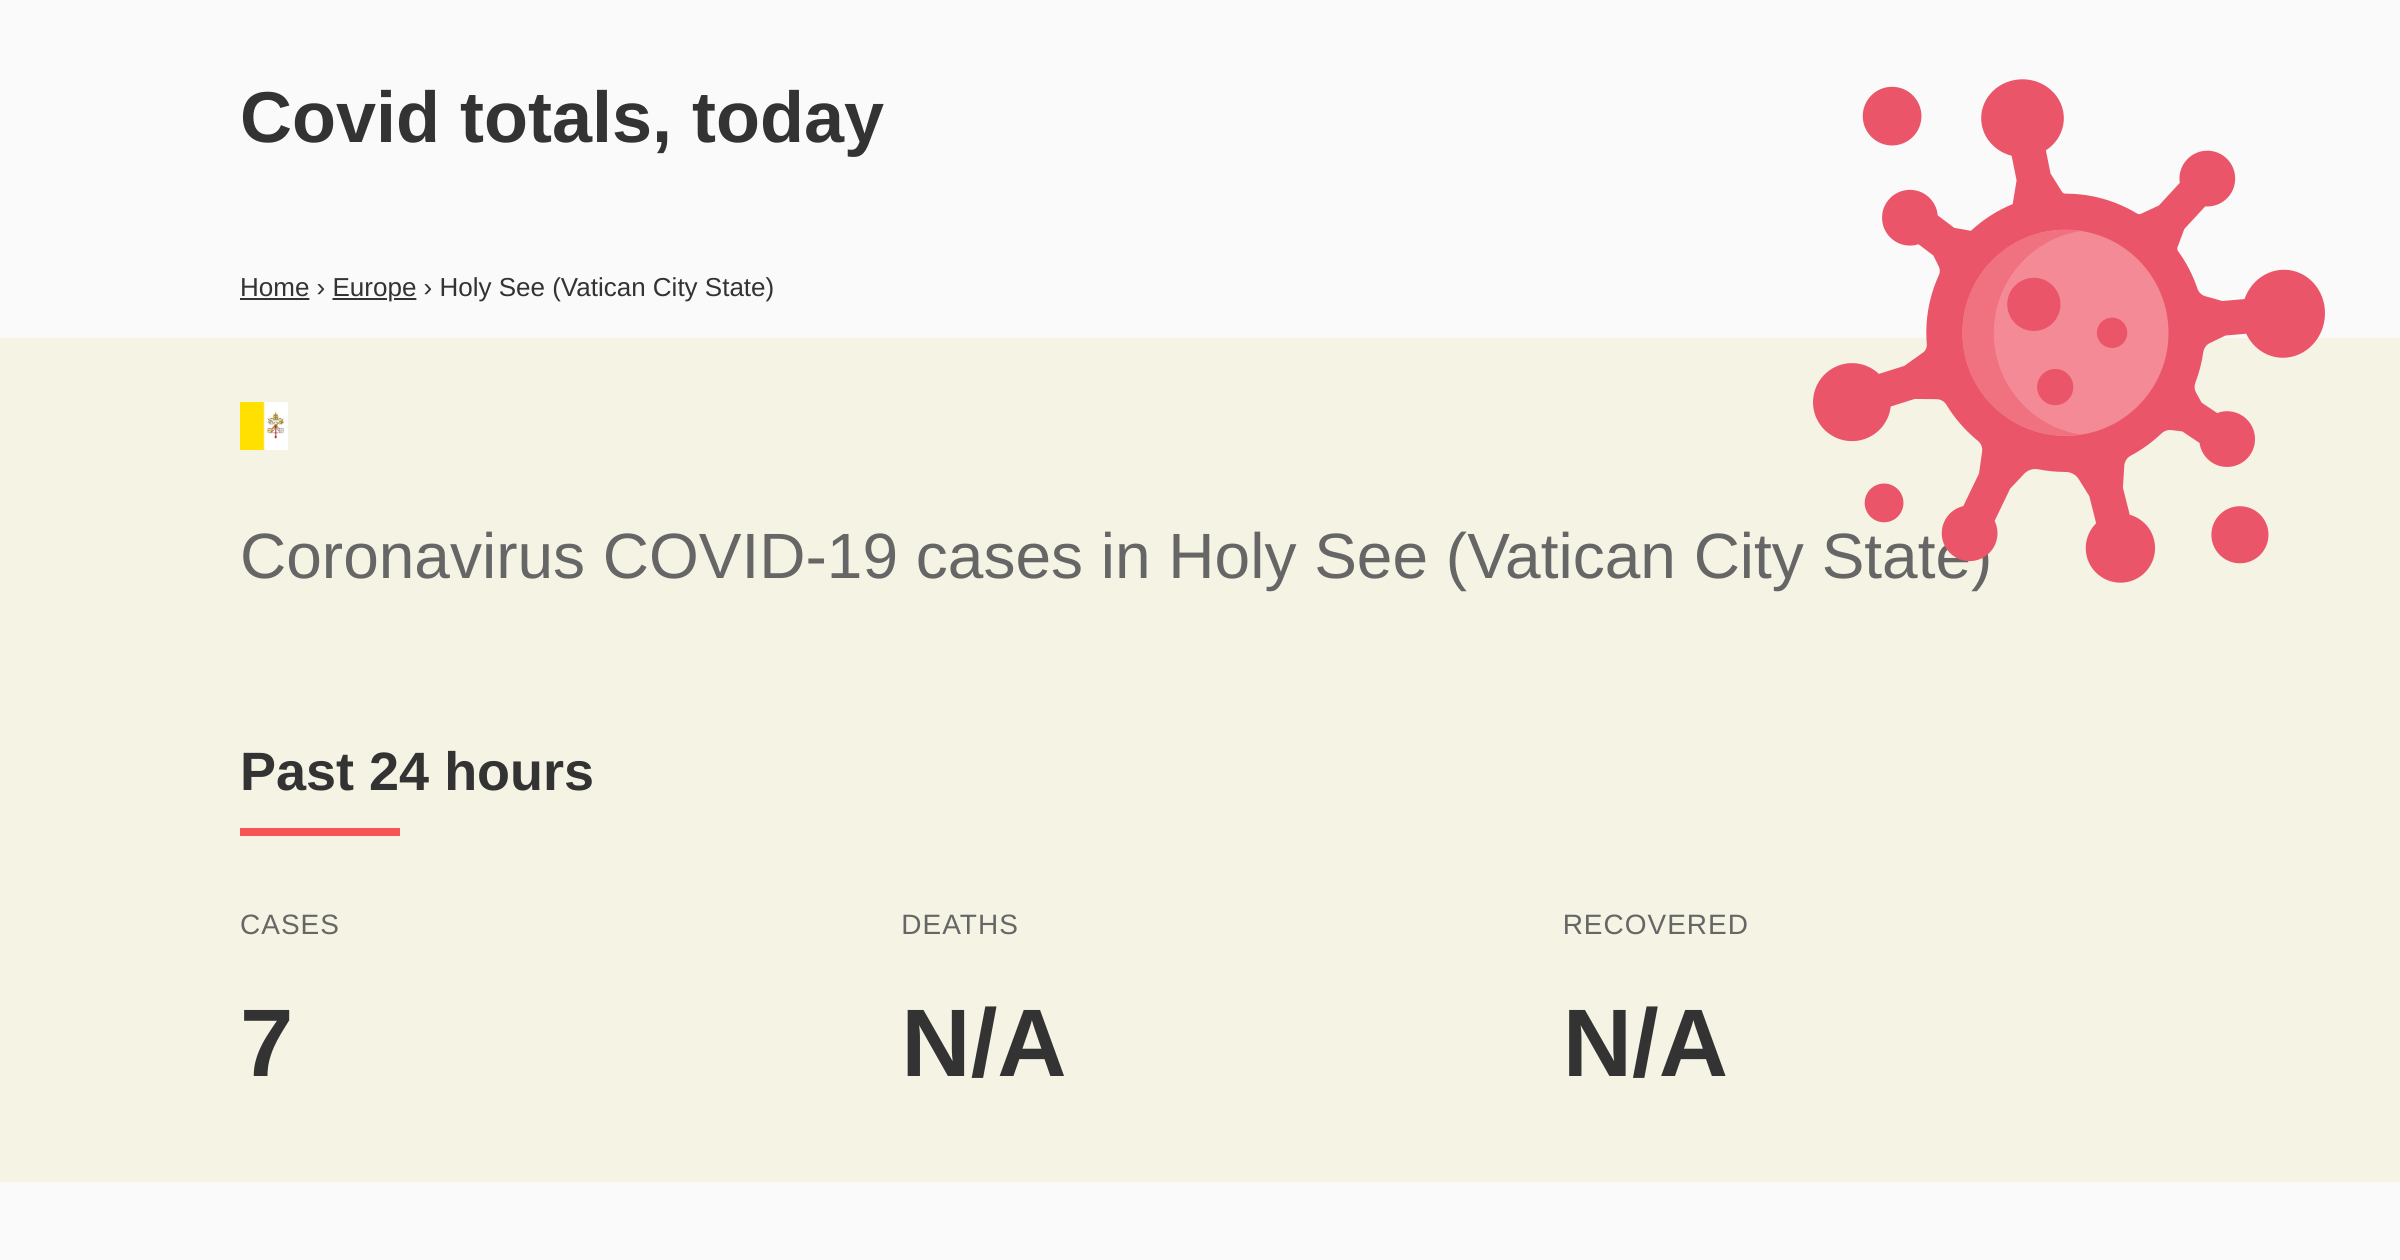 Covid totals, today
Home › Europe › Holy See (Vatican City State)
Coronavirus COVID-19 cases in Holy See (Vatican City State)
Past 24 hours
CASES
DEATHS
RECOVERED
7
N/A
N/A